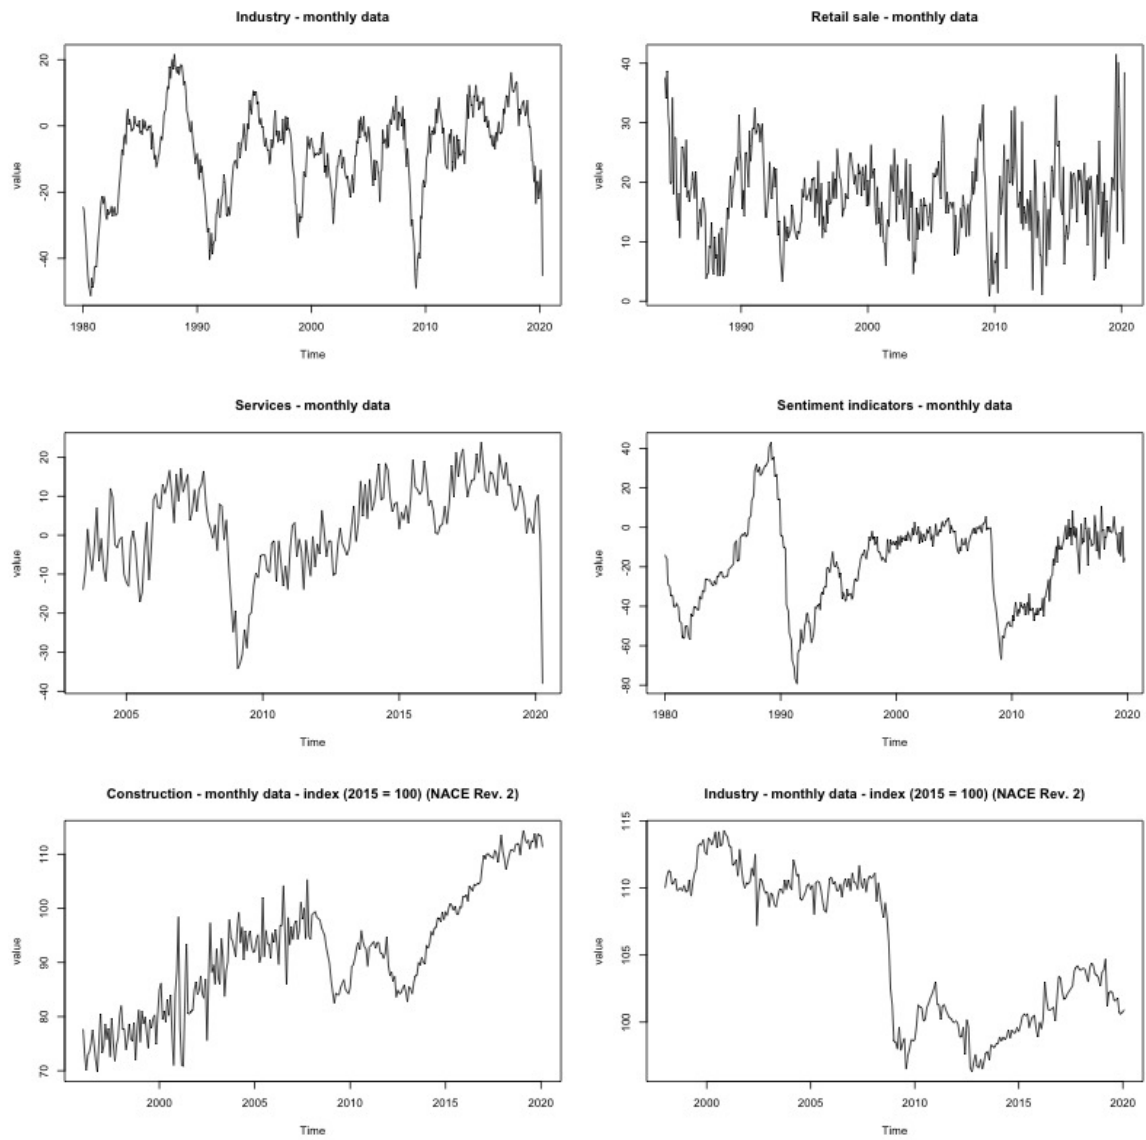 Industry - monthly data
value
20
0
-20
-40
1980 1990 2000 2010 2020
Time
Retail sale - monthly data
value
40
30
20
10
0
1990 2000 2010 2020
Time
Services - monthly data
value
20
10
0
-10
-20
-30
-40
2005 2010 2015 2020
Time
Sentiment indicators - monthly data
value
40
20
0
-20
-40
-60
-80
1980 1990 2000 2010 2020
Time
Construction - monthly data - index (2015 = 100) (NACE Rev. 2)
value
110
100
90
80
70
2000 2005 2010 2015 2020
Time
Industry - monthly data - index (2015 = 100) (NACE Rev. 2)
value
115
110
105
100
2000 2005 2010 2015 2020
Time